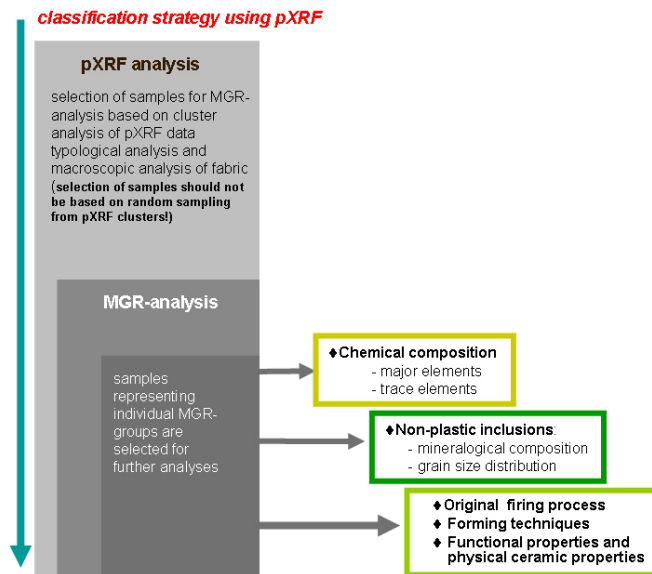 classification strategy using pXRF
pXRF analysis
selection of samples for MGR-
analysis based on cluster
analysis of pXRF data
typological analysis and
macroscopic analysis of fabric
(selection of samples should not
be based on random sampling
from pXRF clusters!)
MGR-analysis
samples
representing
individual MGR-
groups are
selected for
further analyses
♦Chemical composition
- major elements
- trace elements
♦Non-plastic inclusions:
- mineralogical composition
- grain size distribution
♦Original firing process
♦Forming techniques
♦Functional properties and
physical ceramic properties